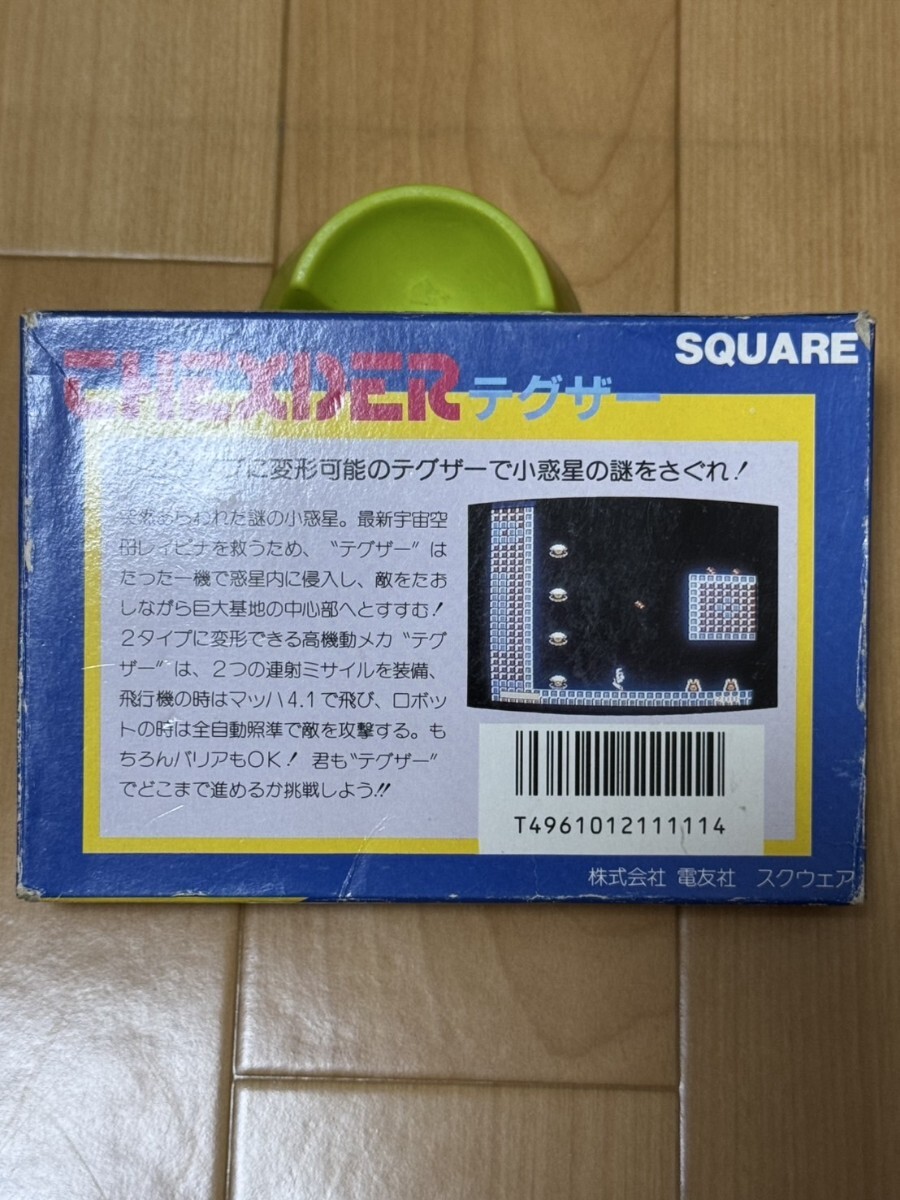 SQUARE
THEXDER テグザー
プに変形可能のテグザーで小惑星の謎をさぐれ！
突然あらわれた謎の小惑星。最新宇宙空
母レイビナを救うため、“テグザー”は
たった一機で惑星内に侵入し、敵をたお
しながら巨大基地の中心部へとすすむ！
2タイプに変形できる高機動メカ“テグ
ザー”は、2つの連射ミサイルを装備、
飛行機の時はマッハ4.1で飛び、ロボッ
トの時は全自動照準で敵を攻撃する。も
ちろんバリアもOK！ 君も“テグザー”
でどこまで進めるか挑戦しよう!!
T4961012111114
株式会社 電友社 スクウェア